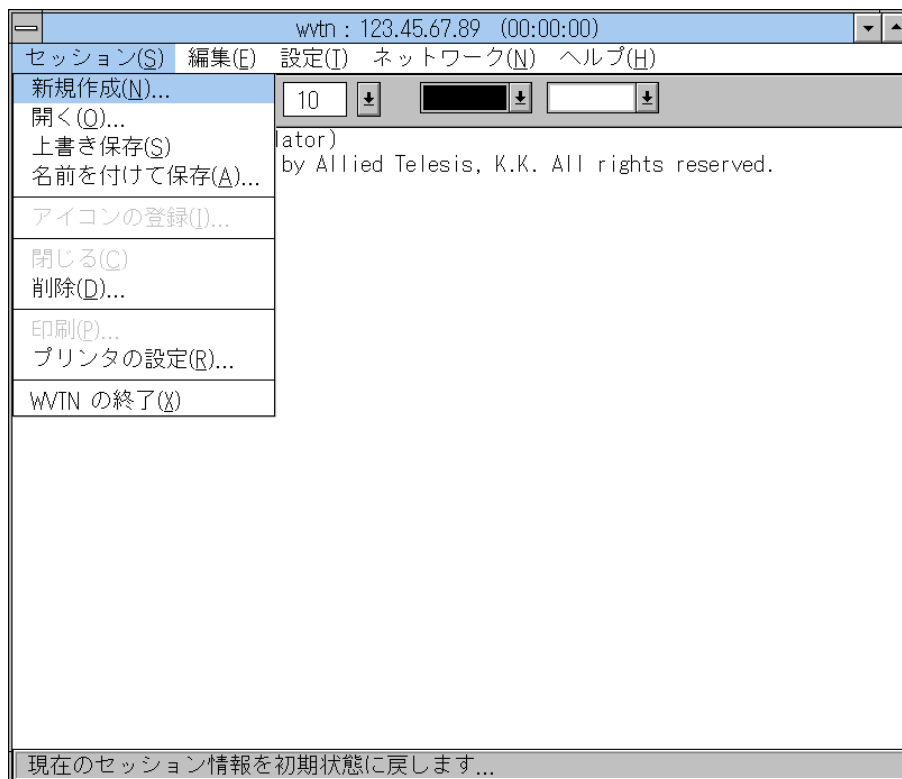 wvtn : 123.45.67.89 (00:00:00)
セッション(S) 編集(E) 設定(T) ネットワーク(N) ヘルプ(H)
新規作成(N)...
開く(O)...
上書き保存(S)
名前を付けて保存(A)...
アイコンの登録(I)...
閉じる(C)
削除(D)...
印刷(P)...
プリンタの設定(R)...
WVTN の終了(X)
10
lator)
by Allied Telesis, K.K. All rights reserved.
現在のセッション情報を初期状態に戻します...